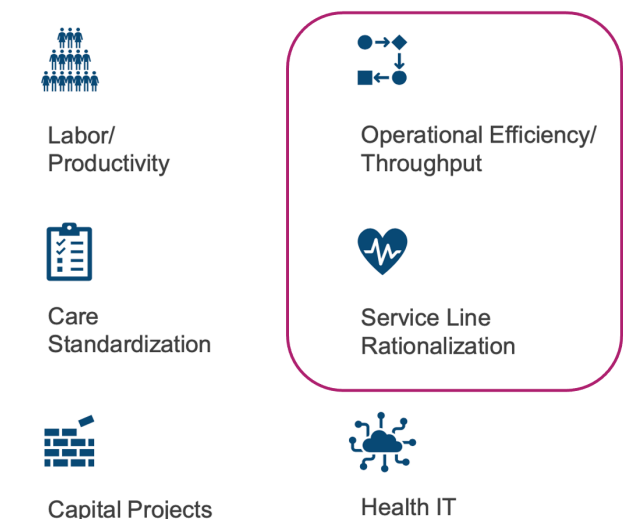 Labor/
Productivity
Operational Efficiency/
Throughput
Care
Standardization
Service Line
Rationalization
Capital Projects
Health IT